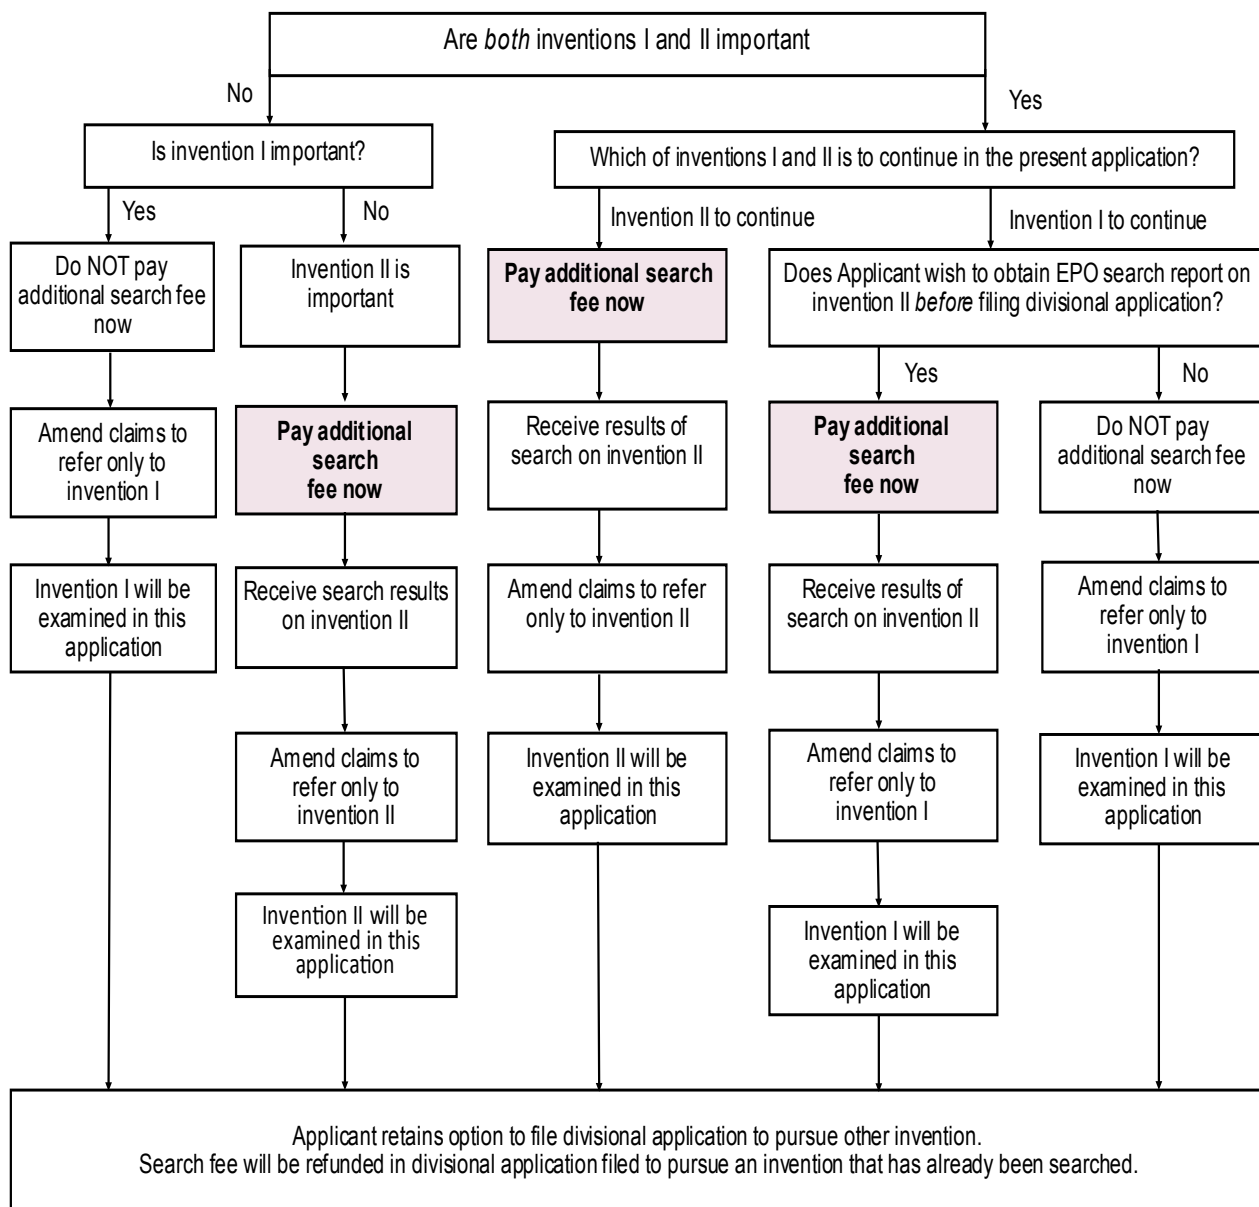 Are both inventions I and II important
No
Yes
Is invention I important?
Which of inventions I and II is to continue in the present application?
Yes
No
Invention II to continue
Invention I to continue
Do NOT pay
additional search fee
now
Invention II is
important
Pay additional search
fee now
Does Applicant wish to obtain EPO search report on
invention II before filing divisional application?
Yes
No
Amend claims to
refer only to
invention I
Pay additional
search
fee now
Receive results of
search on invention II
Pay additional
search
fee now
Do NOT pay
additional search fee
now
Invention I will be
examined in this
application
Receive search results
on invention II
Amend claims to refer
only to invention II
Receive results of
search on invention II
Amend claims to
refer only to
invention I
Amend claims to
refer only to
invention II
Invention II will be
examined in this
application
Amend claims to
refer only to
invention I
Invention I will be
examined in this
application
Invention II will be
examined in this
application
Invention I will be
examined in this
application
Applicant retains option to file divisional application to pursue other invention.
Search fee will be refunded in divisional application filed to pursue an invention that has already been searched.